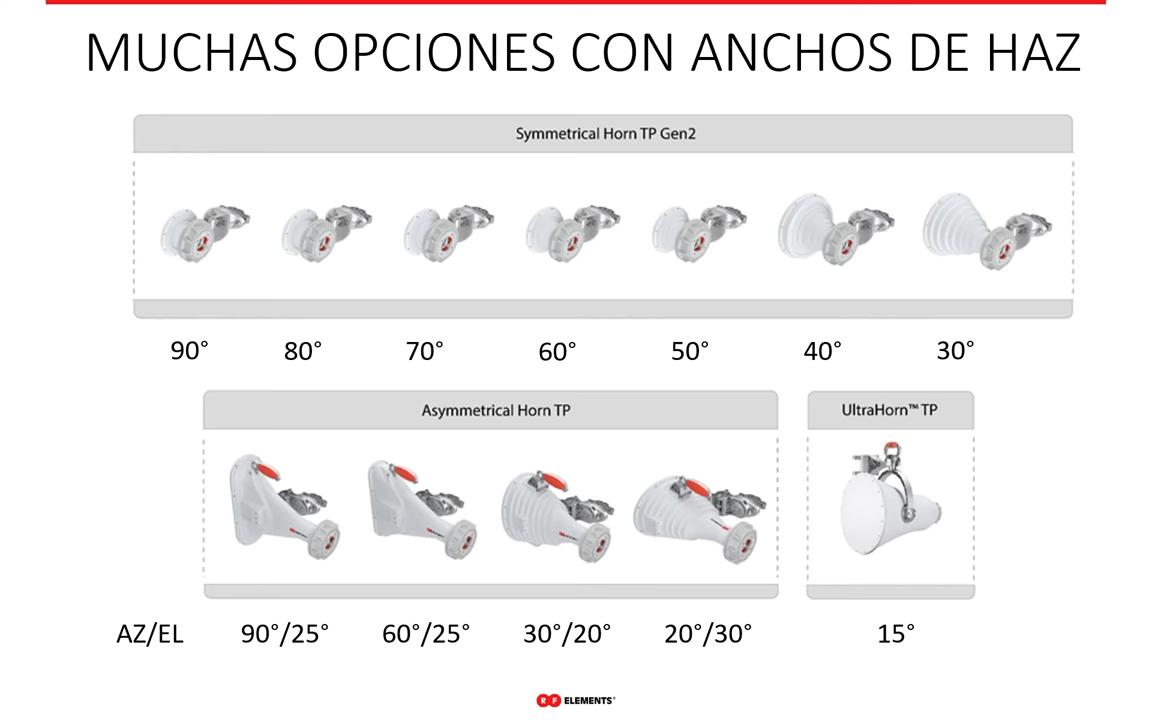 MUCHAS OPCIONES CON ANCHOS DE HAZ
Symmetrical Horn TP Gen2
90° 80° 70° 60° 50° 40° 30°
Asymmetrical Horn TP
UltraHorn™ TP
AZ/EL 90°/25° 60°/25° 30°/20° 20°/30° 15°
RF ELEMENTS®